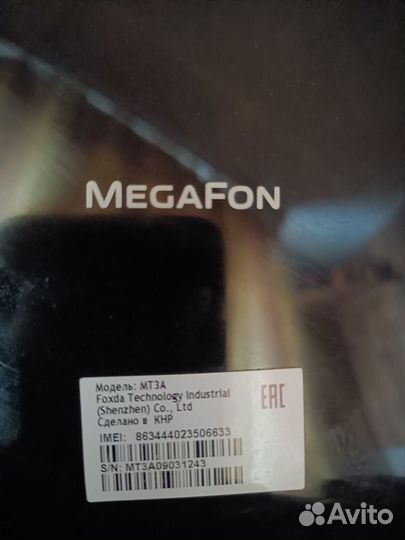 MEGAFON
Модель: MT3A
Foxda Technology Industrial
(Shenzhen) Co., Ltd
Сделано в КНР
IMEI: 863444023506633
S/N: MT3A09031243
EAC
Avito